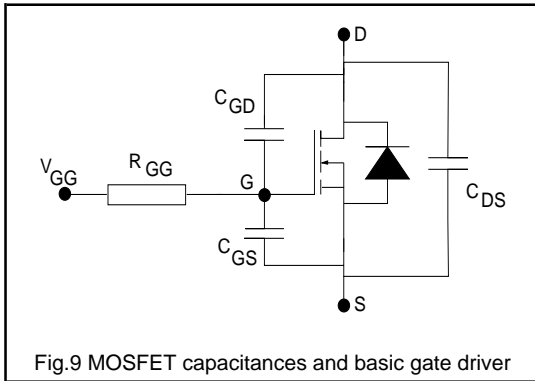 D
C GD
V GG
R GG
G
C DS
C GS
S
Fig.9 MOSFET capacitances and basic gate driver